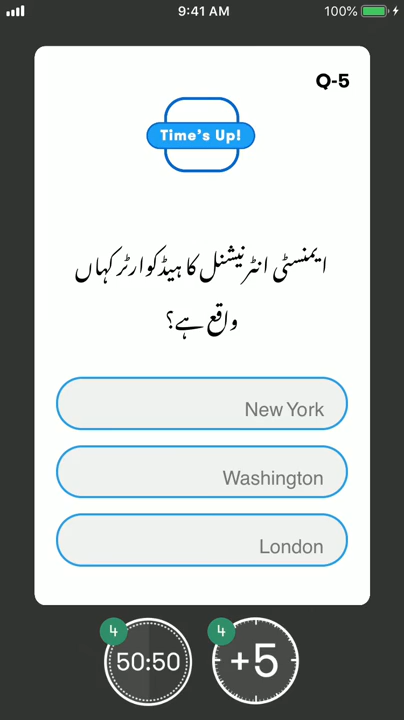 9:41 AM
100%
Q-5
Time's Up!
ایمنسٹی انٹرنیشنل کا ہیڈکوارٹر کہاں
واقع ہے؟
New York
Washington
London
4
50:50
4
+5